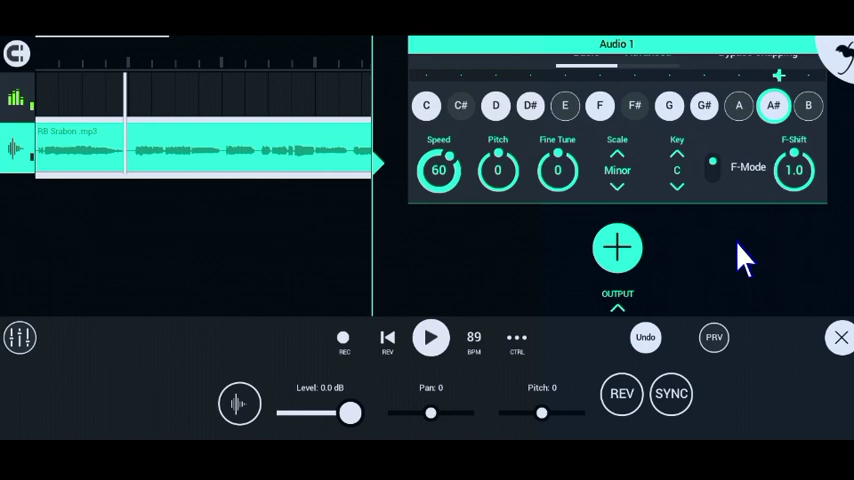 Audio 1
RB Srabon .mp3
C C# D D# E F F# G G# A A# B
Speed Pitch Fine Tune Scale Key F-Shift
60 0 0 Minor C F-Mode 1.0
OUTPUT
REC REV 89 BPM CTRL Undo PRV
Level: 0.0 dB Pan: 0 Pitch: 0
REV SYNC